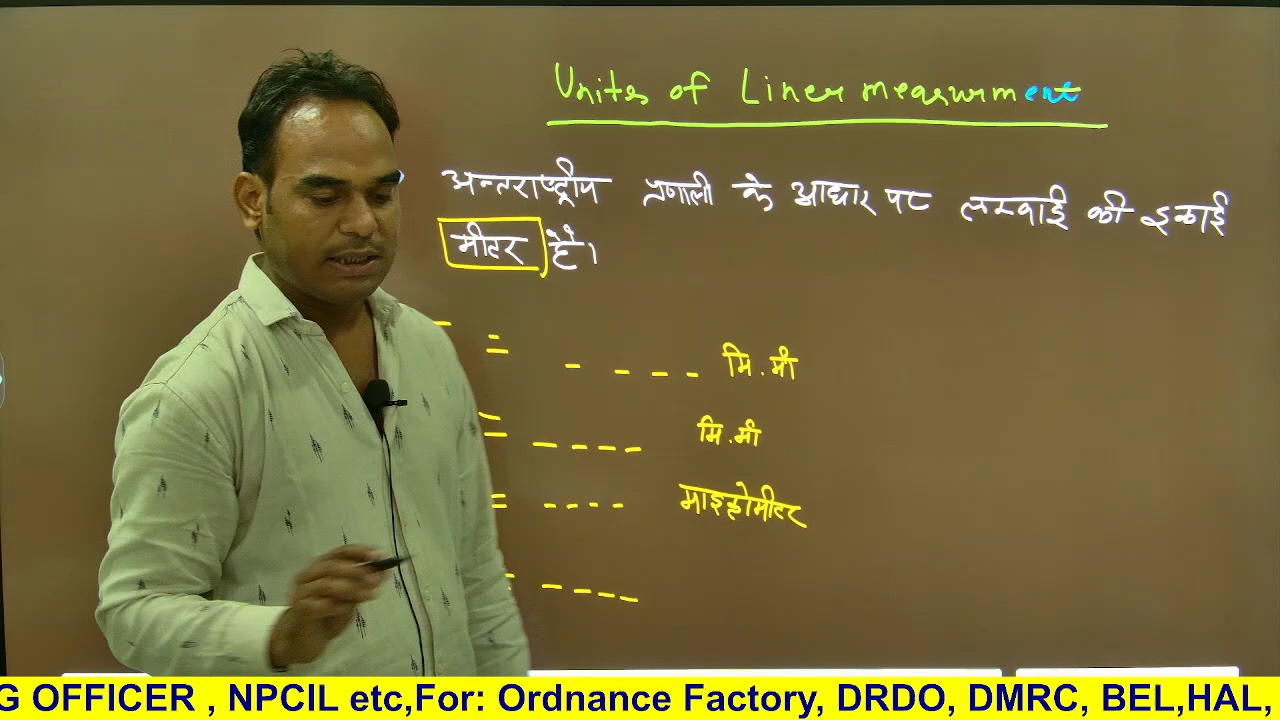 Unites of Liner measurment
अन्तराष्ट्रीय प्रणाली के आधार पर लम्बाई की इकाई
मीटर है।
= - - - - मि.मी
= - - - - मि.मी
= - - - - माइक्रोमीटर
= - - - -
G OFFICER , NPCIL etc,For: Ordnance Factory, DRDO, DMRC, BEL,HAL,